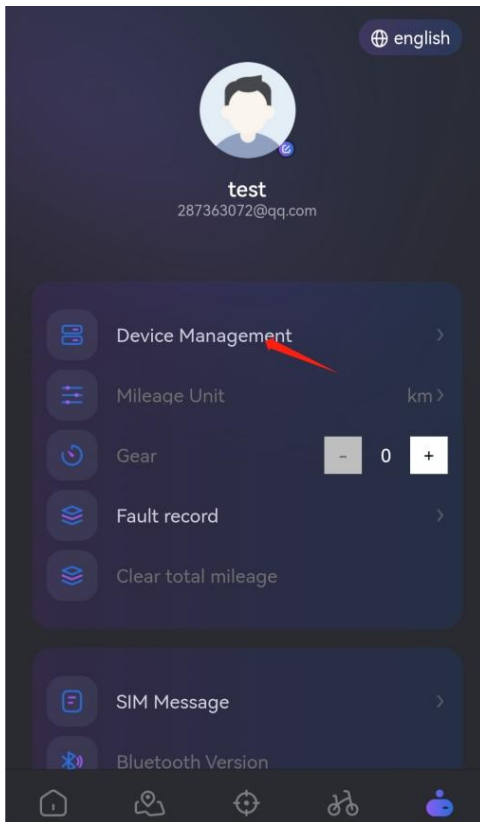 english
test
287363072@qq.com
Device Management
Mileage Unit km
Gear - 0 +
Fault record
Clear total mileage
SIM Message
Bluetooth Version